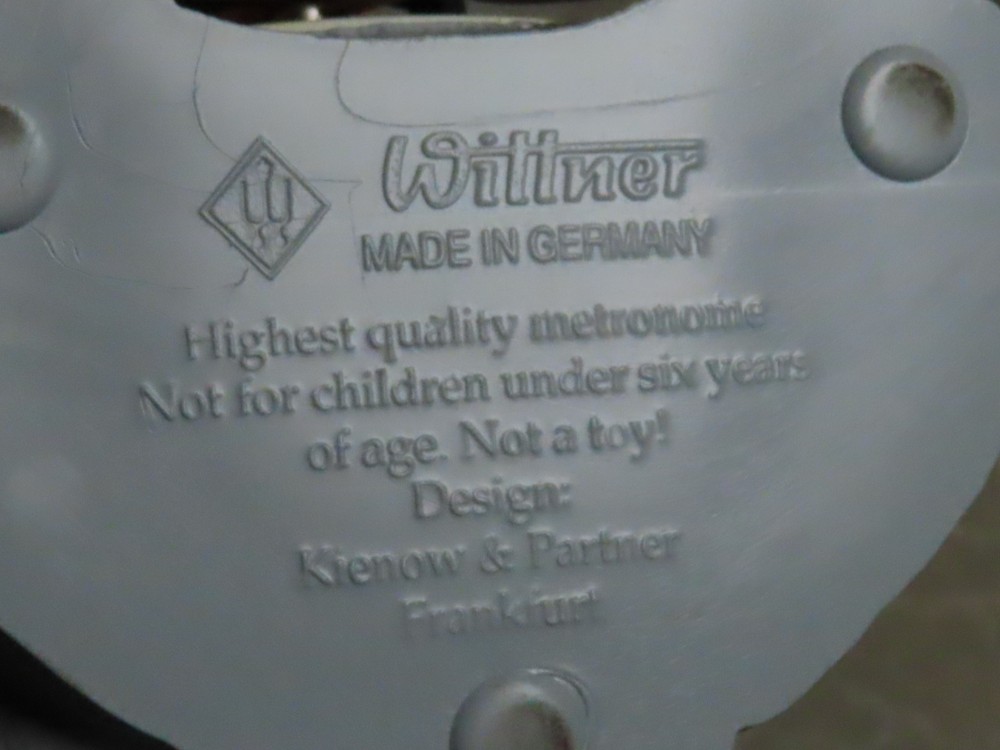 Wittner
MADE IN GERMANY
Highest quality metronome
Not for children under six years
of age. Not a toy!
Design:
Kienow & Partner
Frankfurt